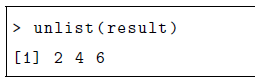 > unlist(result)
[1] 2 4 6